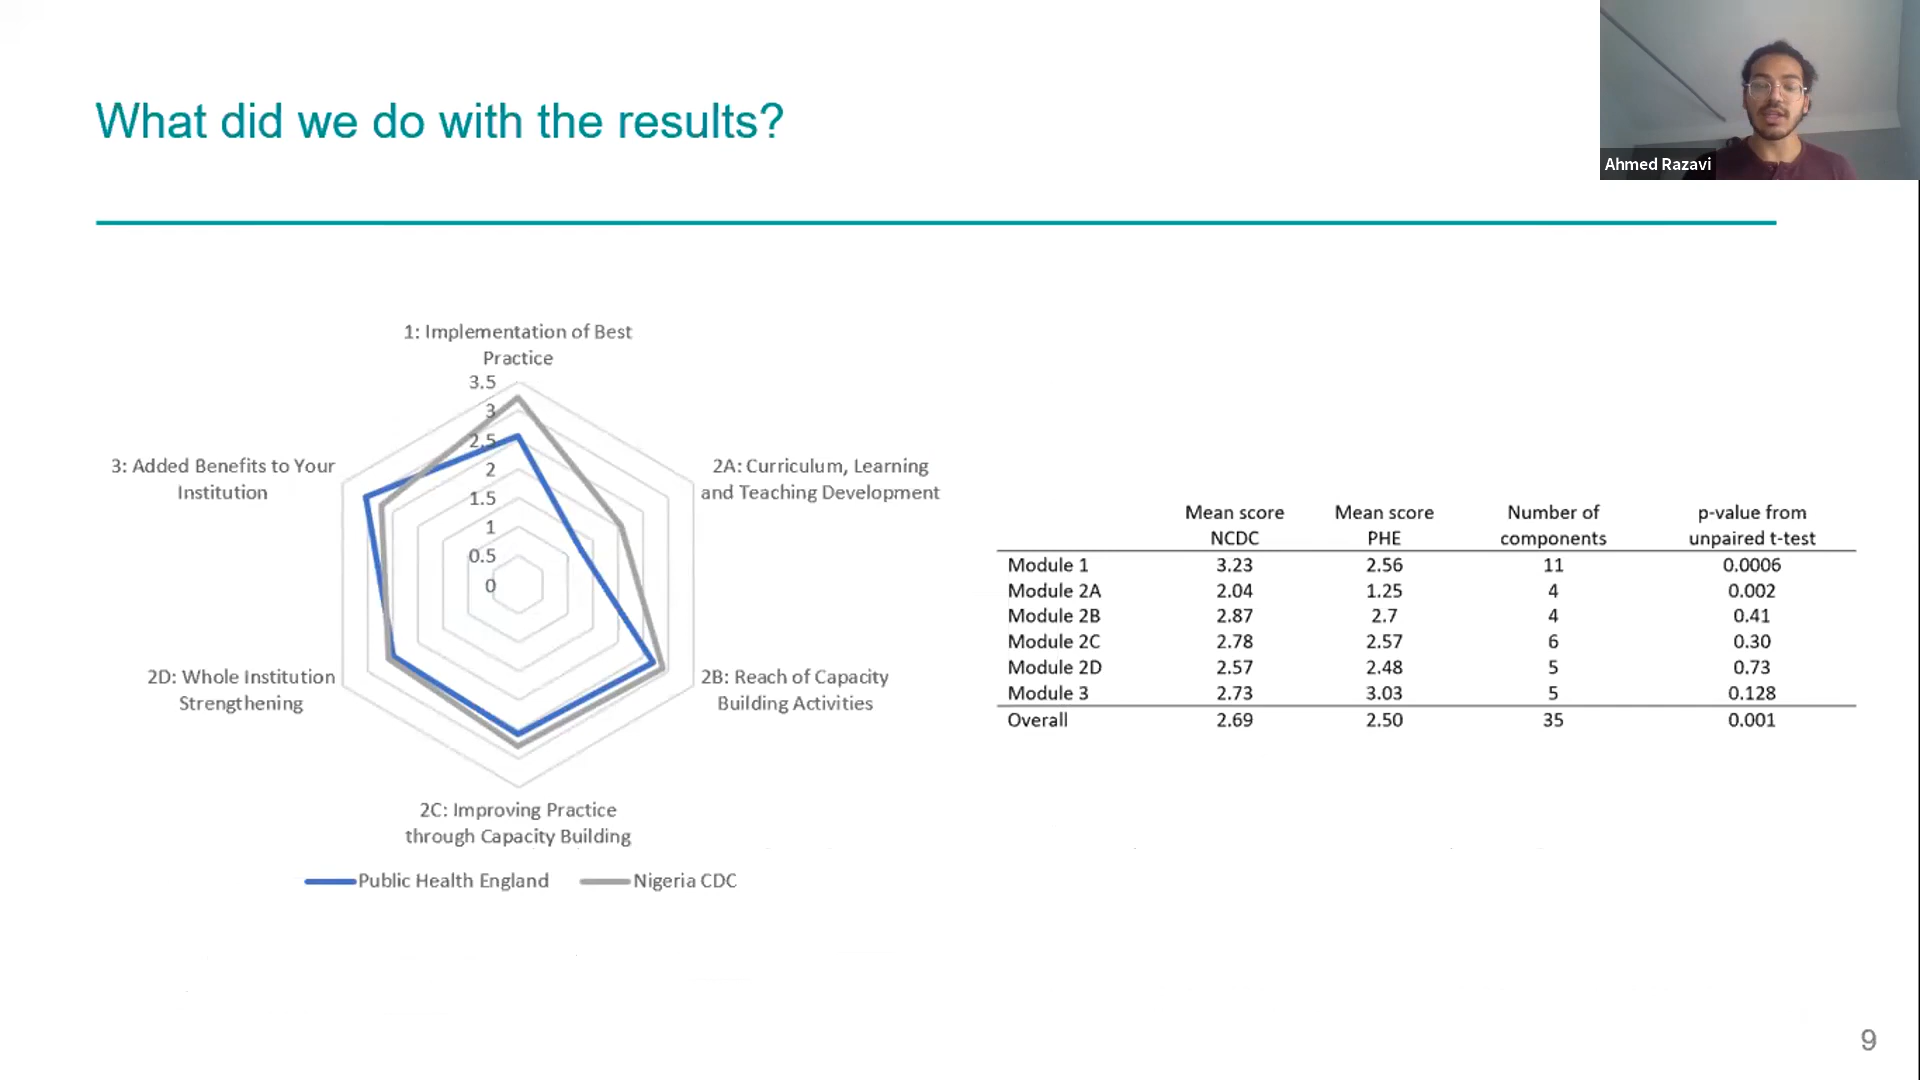 What did we do with the results?
Ahmed Razavi
1: Implementation of Best
Practice
3.5
3
2.5
2
1.5
1
0.5
0
3: Added Benefits to Your
Institution
2A: Curriculum, Learning
and Teaching Development
2D: Whole Institution
Strengthening
2B: Reach of Capacity
Building Activities
2C: Improving Practice
through Capacity Building
Public Health England Nigeria CDC
Mean score Mean score Number of p-value from
NCDC PHE components unpaired t-test
Module 1 3.23 2.56 11 0.0006
Module 2A 2.04 1.25 4 0.002
Module 2B 2.87 2.7 4 0.41
Module 2C 2.78 2.57 6 0.30
Module 2D 2.57 2.48 5 0.73
Module 3 2.73 3.03 5 0.128
Overall 2.69 2.50 35 0.001
9